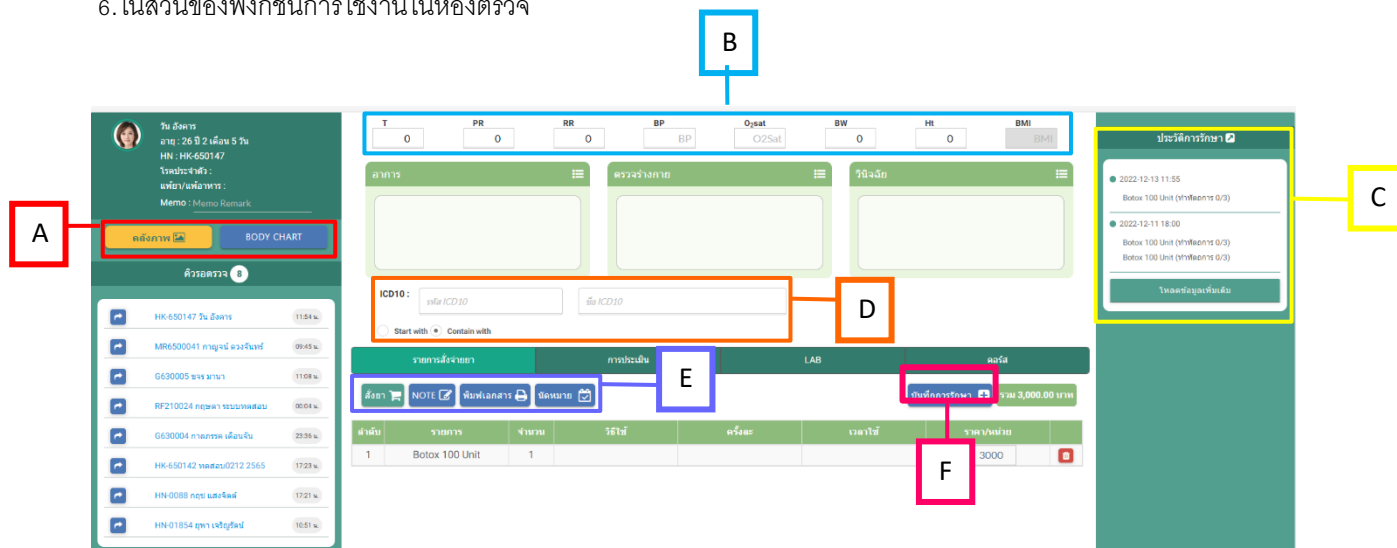 6. ในส่วนของฟังก์ชันการใช้งานในห้องตรวจ
B
วัน อังคาร
อายุ : 26 ปี 2 เดือน 5 วัน
HN : HK-650147
โรคประจำตัว :
แพ้ยา/แพ้อาหาร :
Memo : Memo Remark
A
คลังภาพ
BODY CHART
คิวรอตรวจ 8
HK-650147 วัน อังคาร 11:54 น.
MR6500041 กาญจน์ ดวงจันทร์ 09:45 น.
G630005 ขจร มานา 11:08 น.
RF210024 กฤษดา ระบบทดสอบ 00:04 น.
G630004 กาดภรรค เดือนจัน 23:36 น.
HK-650142 ทดสอบ0212 2565 17:23 น.
HN-0088 กฤช แสงจิตต์ 17:21 น.
HN-01854 ยุพา เจริญรัตน์ 10:51 น.
T PR RR BP O2sat BW Ht BMI
0 0 0 BP O2Sat 0 0 BMI
อาการ
ตรวจร่างกาย
วินิจฉัย
ICD10 : รหัส ICD10 ชื่อ ICD10
Start with Contain with
D
รายการสั่งจ่ายยา การประเมิน LAB คอร์ส
สั่งยา NOTE พิมพ์เอกสาร นัดหมาย
E
บันทึกการรักษา รวม 3,000.00 บาท
F
ลำดับ รายการ จำนวน วิธีใช้ ครั้งละ เวลาใช้ ราคา/หน่วย
1 Botox 100 Unit 1 3000
ประวัติการรักษา
2022-12-13 11:55
Botox 100 Unit (ทำหัตถการ 0/3)
2022-12-11 18:00
Botox 100 Unit (ทำหัตถการ 0/3)
Botox 100 Unit (ทำหัตถการ 0/3)
โหลดข้อมูลเพิ่มเติม
C